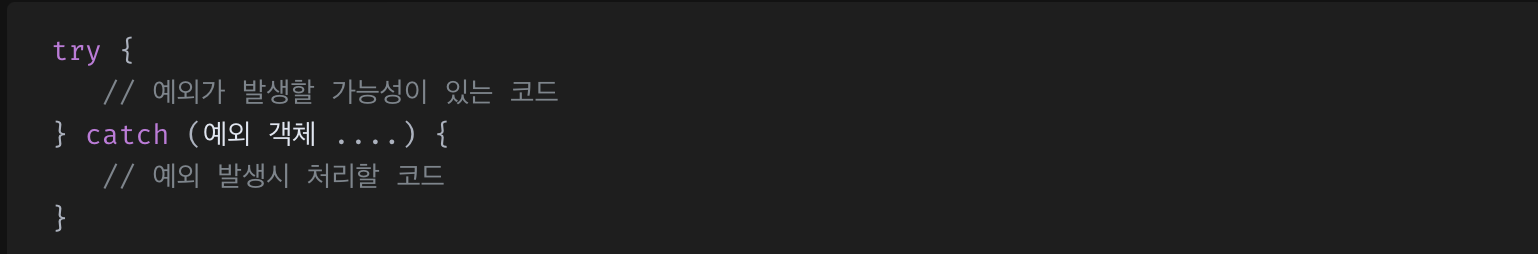 try {
   // 예외가 발생할 가능성이 있는 코드
} catch (예외 객체 ....) {
   // 예외 발생시 처리할 코드
}